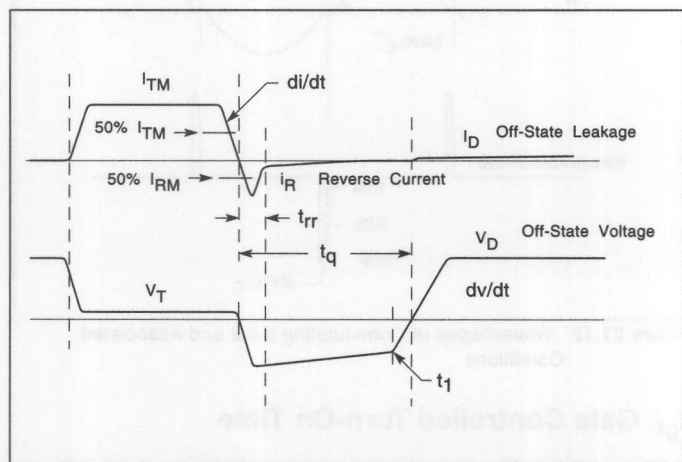 I_TM
di/dt
50% I_TM
I_D Off-State Leakage
50% I_RM
i_R Reverse Current
t_rr
t_q
V_D Off-State Voltage
V_T
dv/dt
t_1
Gate Controlled Turn-On Time